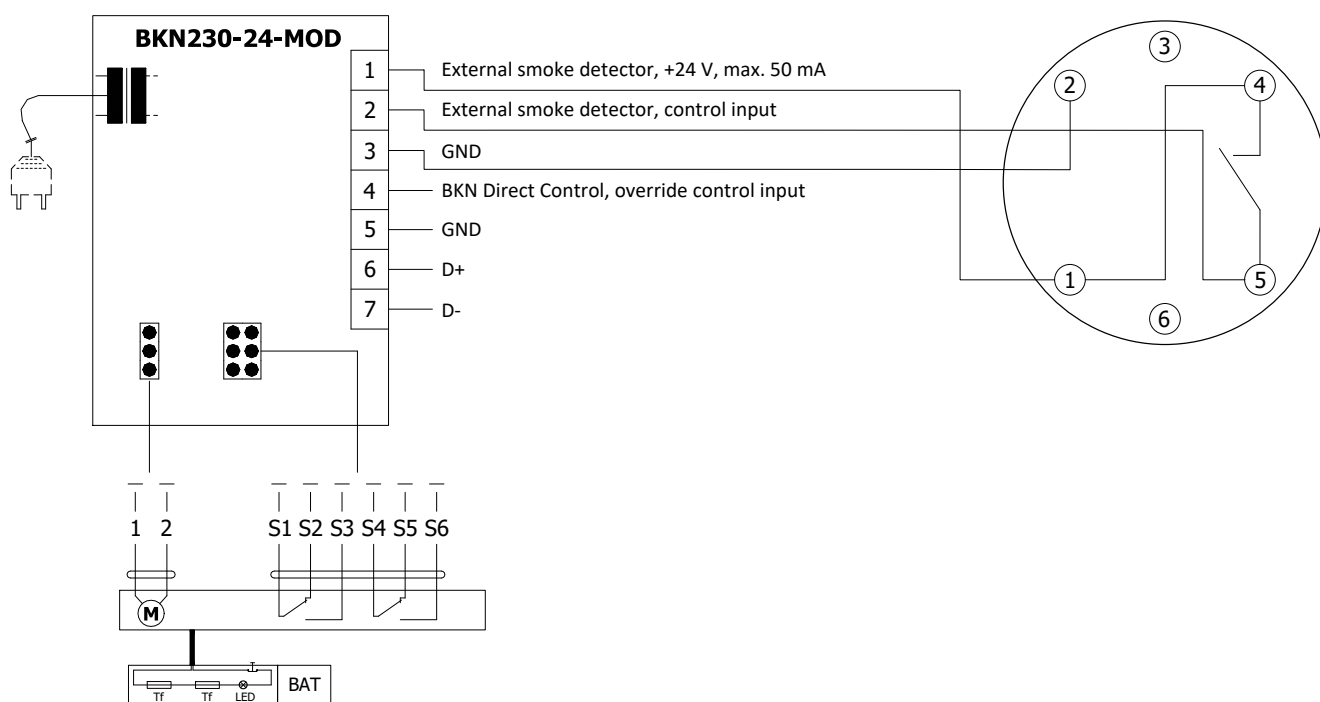 BKN230-24-MOD
1 External smoke detector, +24 V, max. 50 mA
2 External smoke detector, control input
3 GND
4 BKN Direct Control, override control input
5 GND
6 D+
7 D-
3
2
4
1
5
6
1 2
S1 S2 S3 S4 S5 S6
M
Tf Tf LED
BAT